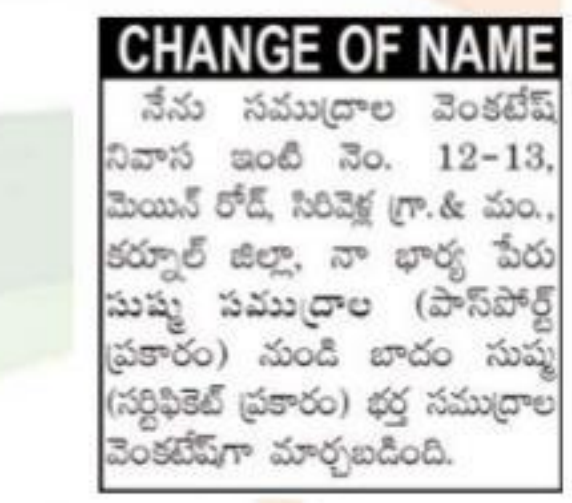 CHANGE OF NAME
నేను సముద్రాల వెంకటేష్
నివాస ఇంటి నెం. 12-13,
మెయిన్ రోడ్, సిరివెళ్ల గ్రా.& మం.,
కర్నూల్ జిల్లా, నా భార్య పేరు
సుష్మ సముద్రాల (పాస్‌పోర్ట్
ప్రకారం) నుండి బాదం సుష్మ
(సర్టిఫికెట్ ప్రకారం) భర్త సముద్రాల
వెంకటేష్‌గా మార్చబడింది.